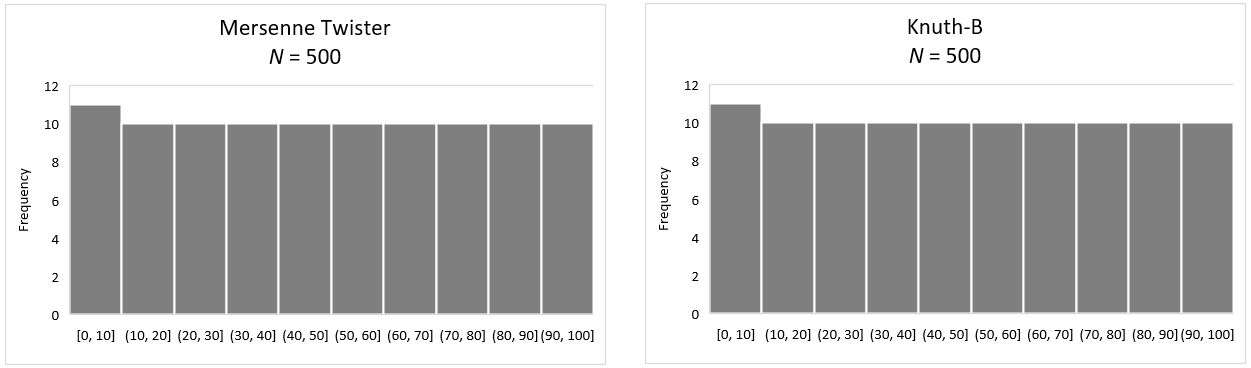 Mersenne Twister
N = 500
Frequency
12
10
8
6
4
2
0
[0, 10] (10, 20] (20, 30] (30, 40] (40, 50] (50, 60] (60, 70] (70, 80] (80, 90] (90, 100]
Knuth-B
N = 500
Frequency
12
10
8
6
4
2
0
[0, 10] (10, 20] (20, 30] (30, 40] (40, 50] (50, 60] (60, 70] (70, 80] (80, 90] (90, 100]